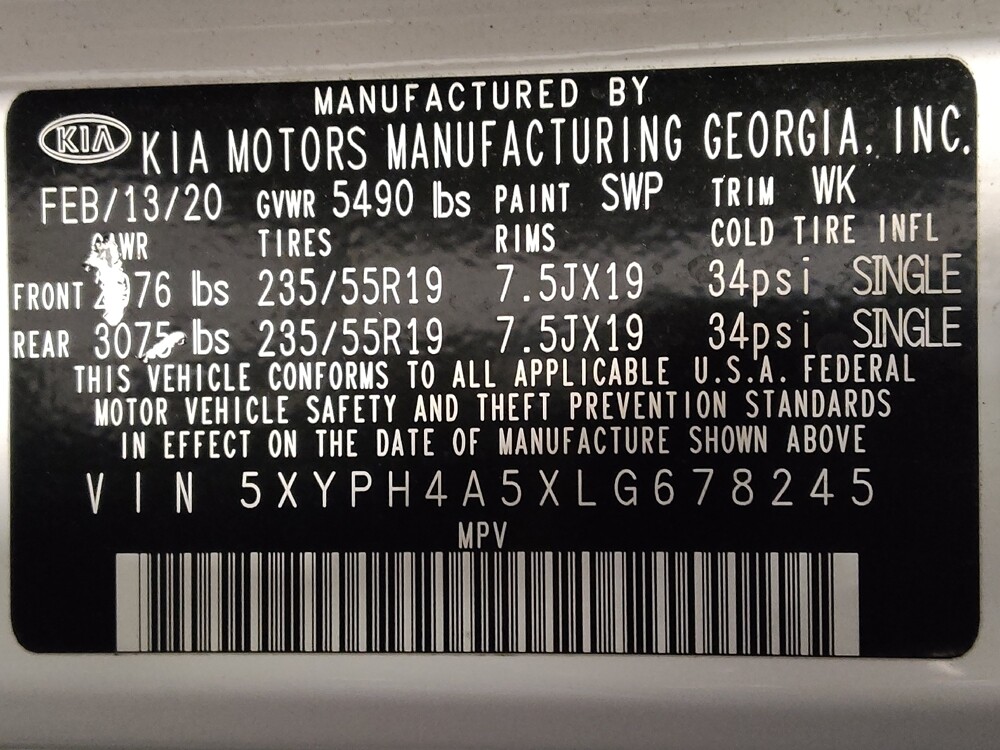 MANUFACTURED BY
KIA KIA MOTORS MANUFACTURING GEORGIA, INC.
FEB/13/20 GVWR 5490 lbs PAINT SWP TRIM WK
GAWR TIRES RIMS COLD TIRE INFL
FRONT lbs 235/55R19 7.5JX19 34psi SINGLE
REAR 3075 lbs 235/55R19 7.5JX19 34psi SINGLE
THIS VEHICLE CONFORMS TO ALL APPLICABLE U.S.A. FEDERAL
MOTOR VEHICLE SAFETY AND THEFT PREVENTION STANDARDS
IN EFFECT ON THE DATE OF MANUFACTURE SHOWN ABOVE
VIN 5XYPH4A5XLG678245
MPV